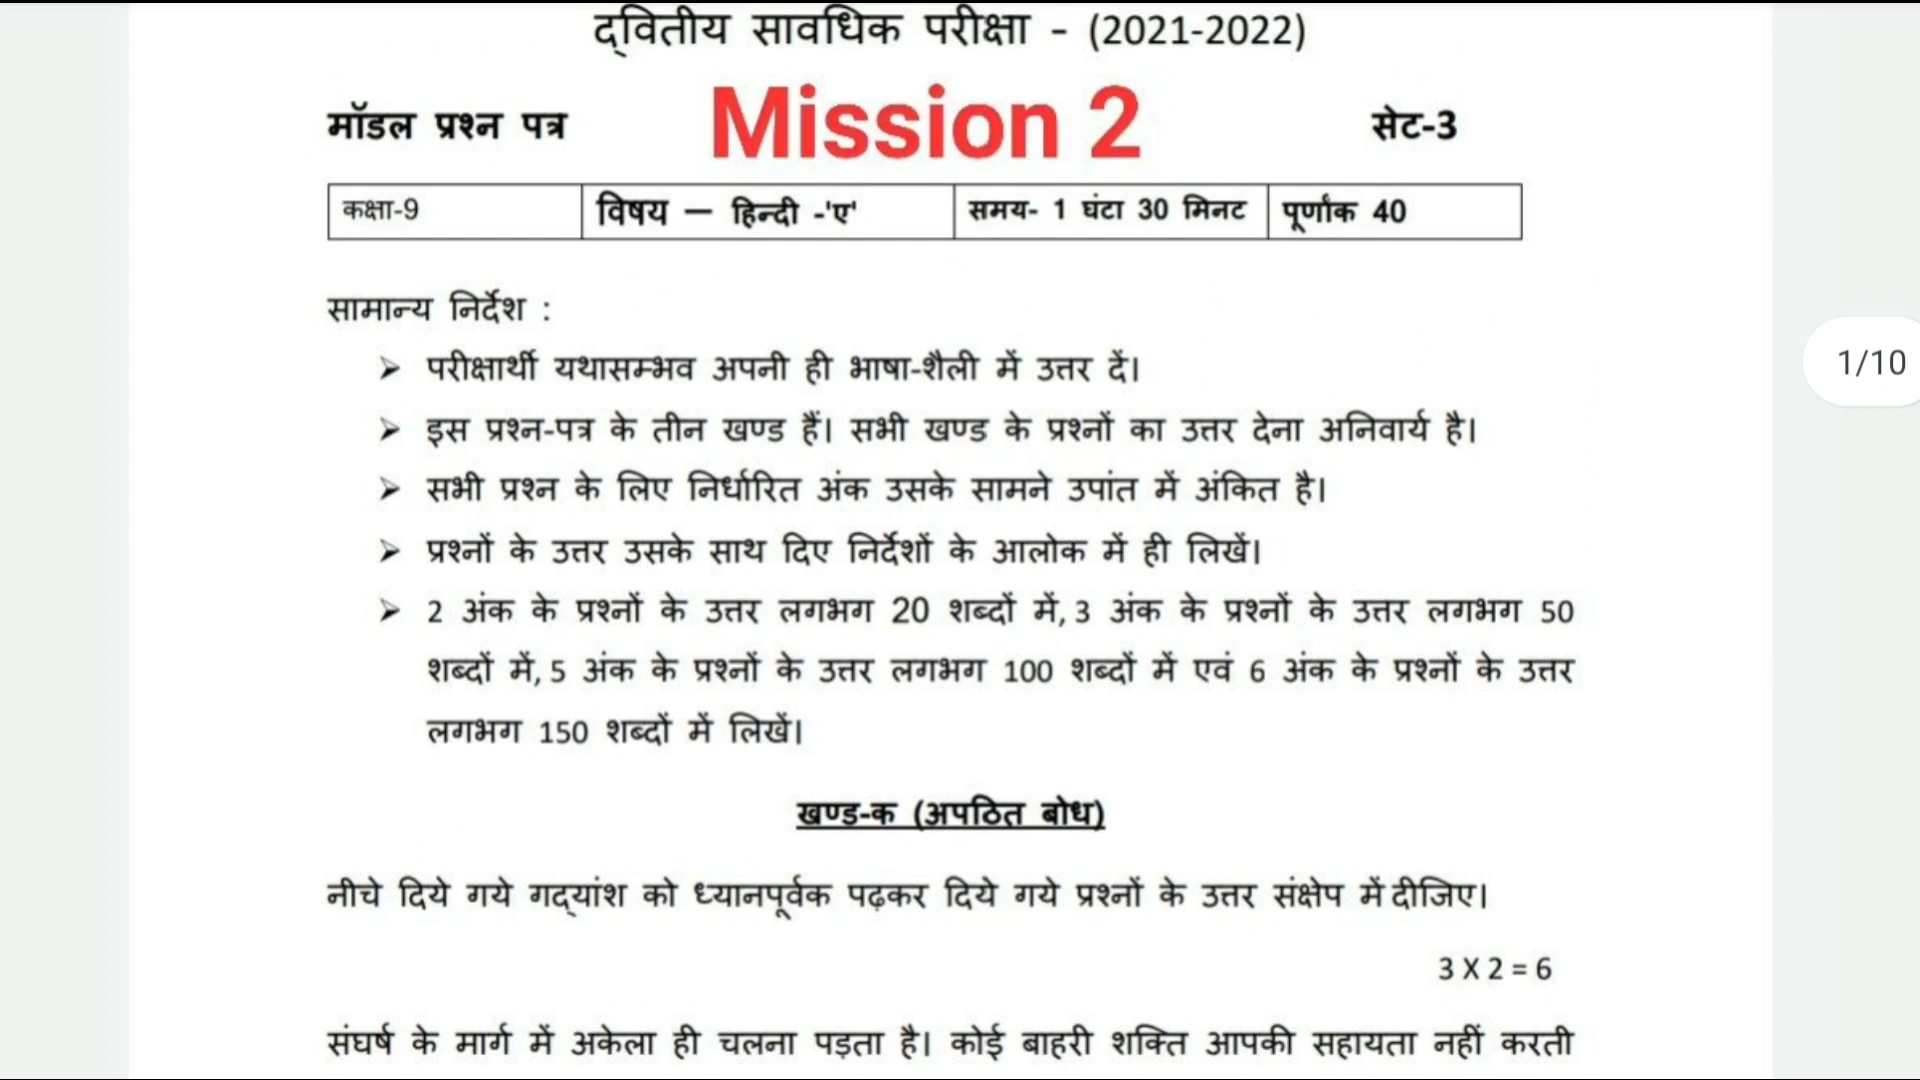 द्वितीय सावधिक परीक्षा - (2021-2022)
मॉडल प्रश्न पत्र Mission 2 सेट-3
कक्षा-9 विषय – हिन्दी -'ए' समय- 1 घंटा 30 मिनट पूर्णांक 40
सामान्य निर्देश :
➢ परीक्षार्थी यथासम्भव अपनी ही भाषा-शैली में उत्तर दें।
➢ इस प्रश्न-पत्र के तीन खण्ड हैं। सभी खण्ड के प्रश्नों का उत्तर देना अनिवार्य है।
1/10
➢ सभी प्रश्न के लिए निर्धारित अंक उसके सामने उपांत में अंकित है।
➢ प्रश्नों के उत्तर उसके साथ दिए निर्देशों के आलोक में ही लिखें।
➢ 2 अंक के प्रश्नों के उत्तर लगभग 20 शब्दों में, 3 अंक के प्रश्नों के उत्तर लगभग 50
शब्दों में, 5 अंक के प्रश्नों के उत्तर लगभग 100 शब्दों में एवं 6 अंक के प्रश्नों के उत्तर
लगभग 150 शब्दों में लिखें।
खण्ड-क (अपठित बोध)
नीचे दिये गये गद्यांश को ध्यानपूर्वक पढ़कर दिये गये प्रश्नों के उत्तर संक्षेप में दीजिए।
3 X 2 = 6
संघर्ष के मार्ग में अकेला ही चलना पड़ता है। कोई बाहरी शक्ति आपकी सहायता नहीं करती